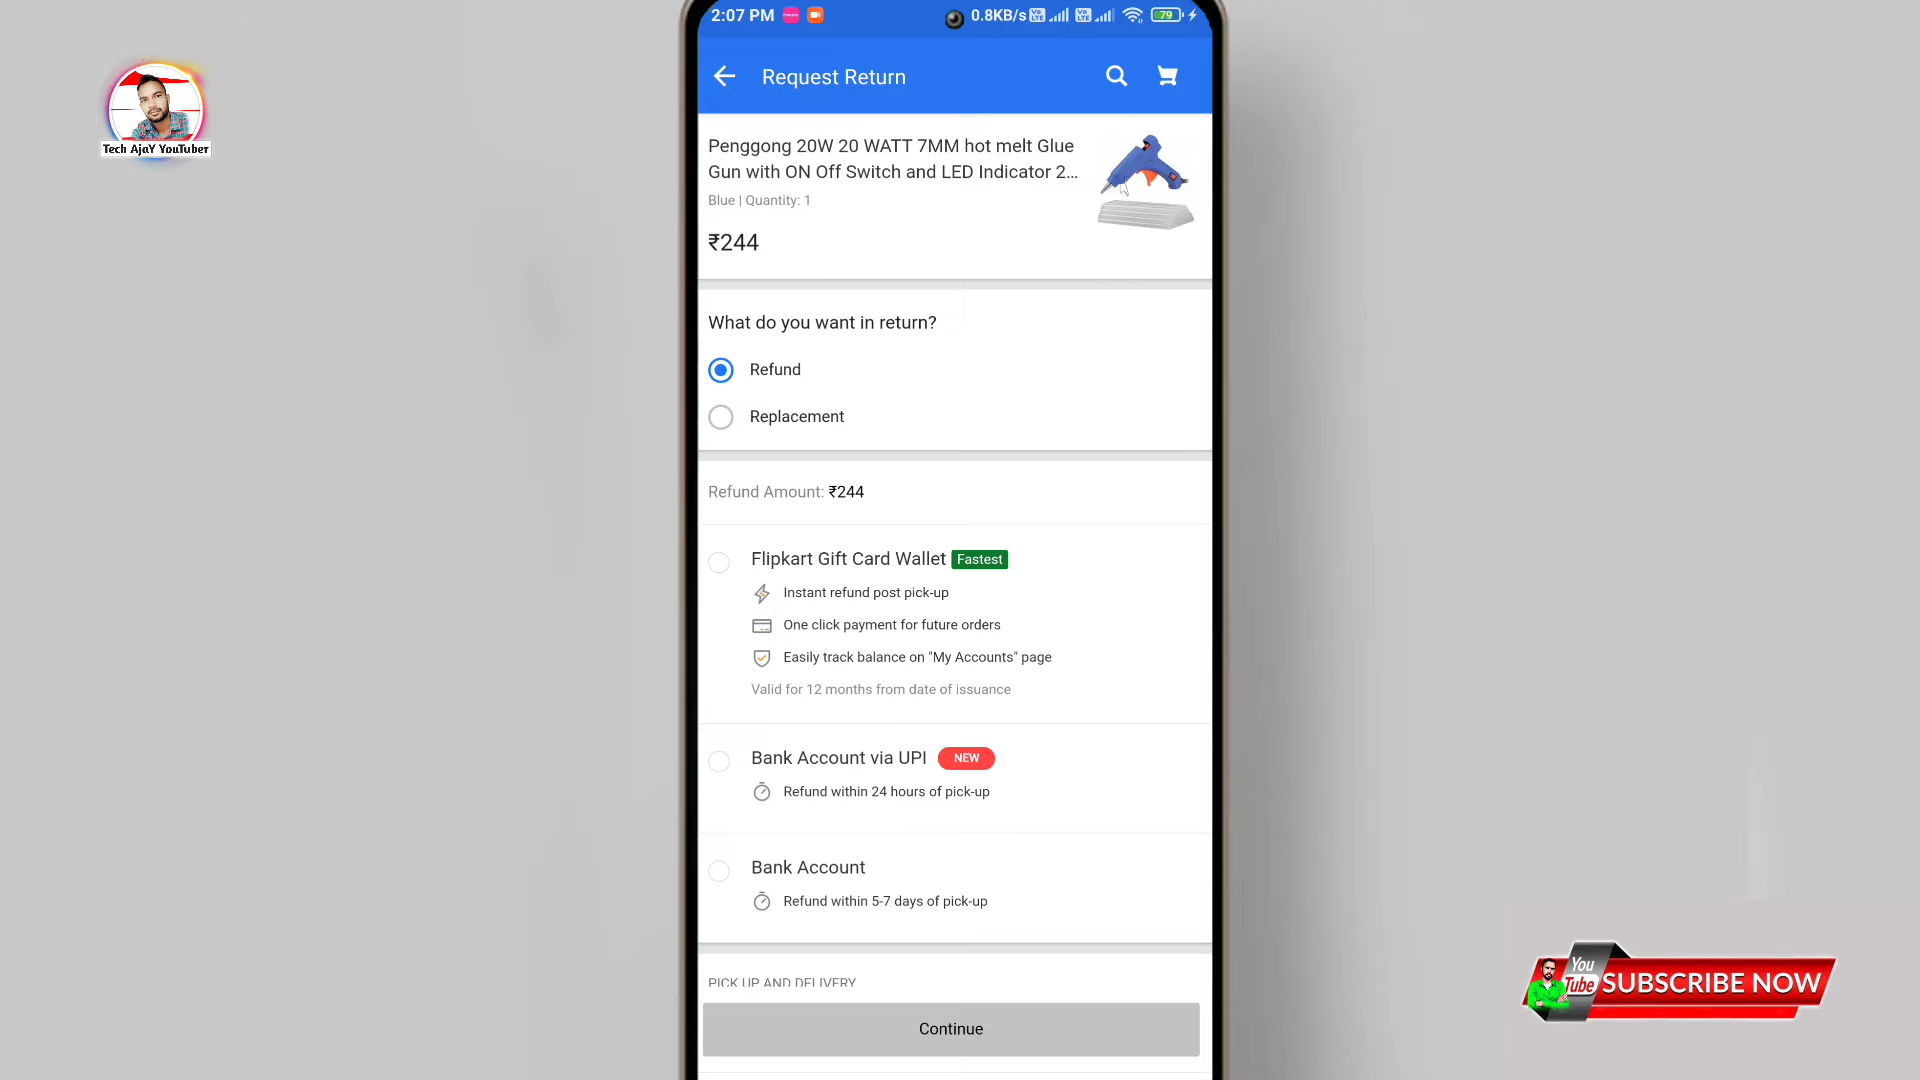 2:07 PM
0.8KB/s
79
Tech AjaY YouTuber
Request Return
Penggong 20W 20 WATT 7MM hot melt Glue
Gun with ON Off Switch and LED Indicator 2...
Blue | Quantity: 1
₹244
What do you want in return?
Refund
Replacement
Refund Amount: ₹244
Flipkart Gift Card Wallet Fastest
Instant refund post pick-up
One click payment for future orders
Easily track balance on "My Accounts" page
Valid for 12 months from date of issuance
Bank Account via UPI NEW
Refund within 24 hours of pick-up
Bank Account
Refund within 5-7 days of pick-up
PICK UP AND DELIVERY
Continue
You
Tube
SUBSCRIBE NOW